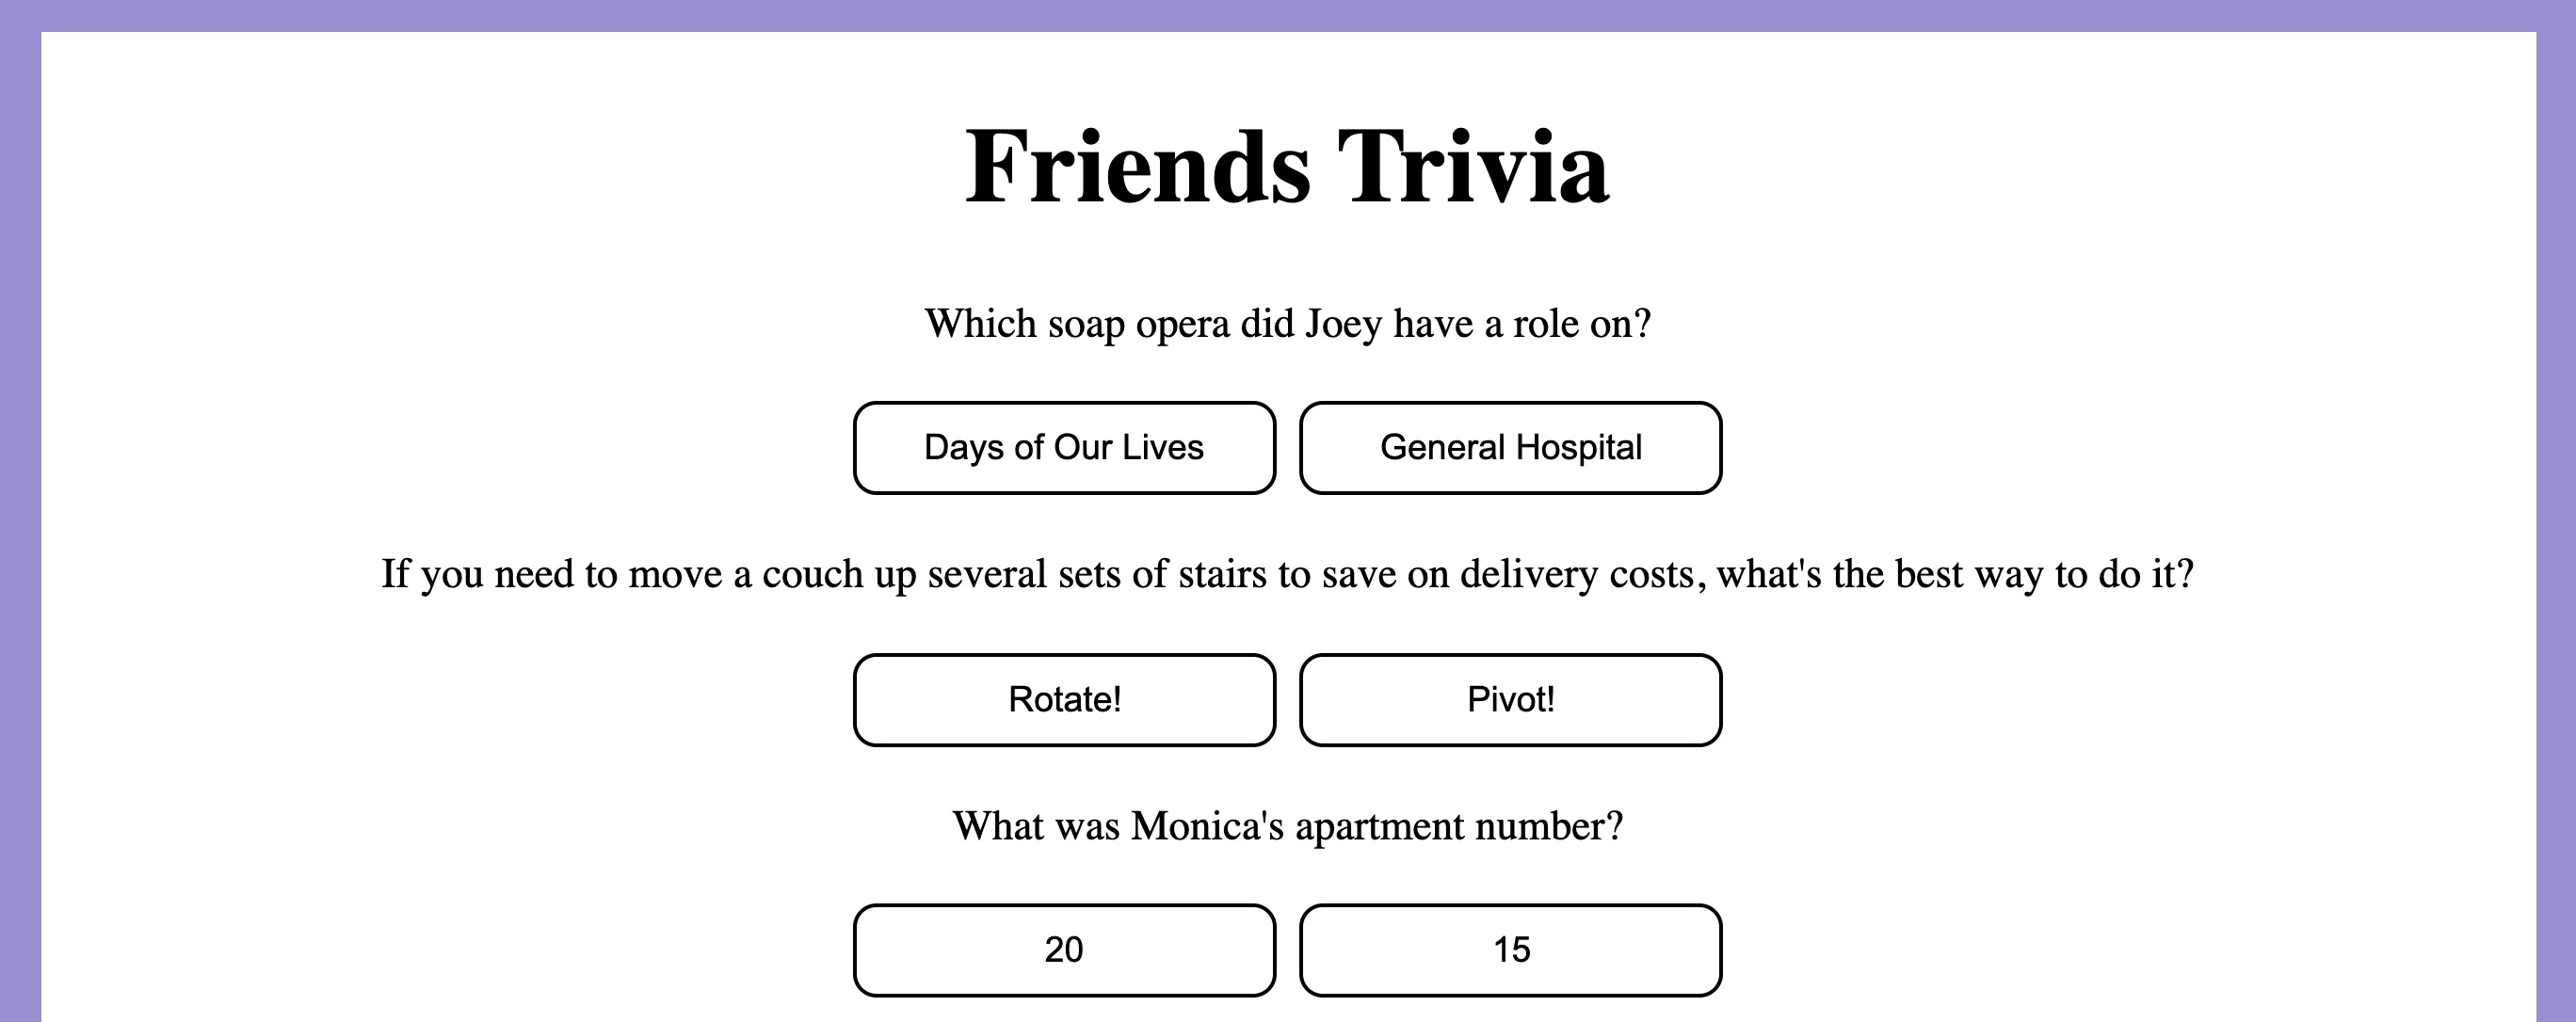 Friends Trivia
Which soap opera did Joey have a role on?
Days of Our Lives
General Hospital
If you need to move a couch up several sets of stairs to save on delivery costs, what's the best way to do it?
Rotate!
Pivot!
What was Monica's apartment number?
20
15